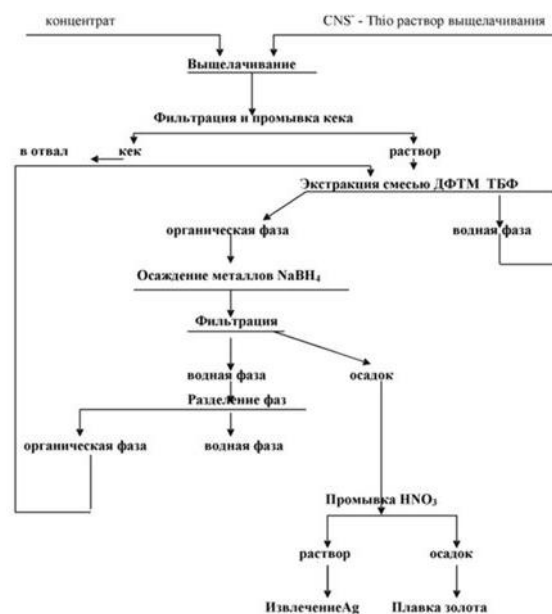 концентрат CNS⁻ - Thio раствор выщелачивания
Выщелачивание
Фильтрация и промывка кека
в отвал кек раствор
Экстракция смесью ДФТМ ТБФ
органическая фаза водная фаза
Осаждение металлов NaBH₄
Фильтрация
водная фаза осадок
Разделение фаз
органическая фаза водная фаза
Промывка HNO₃
раствор осадок
ИзвлечениеAg Плавка золота